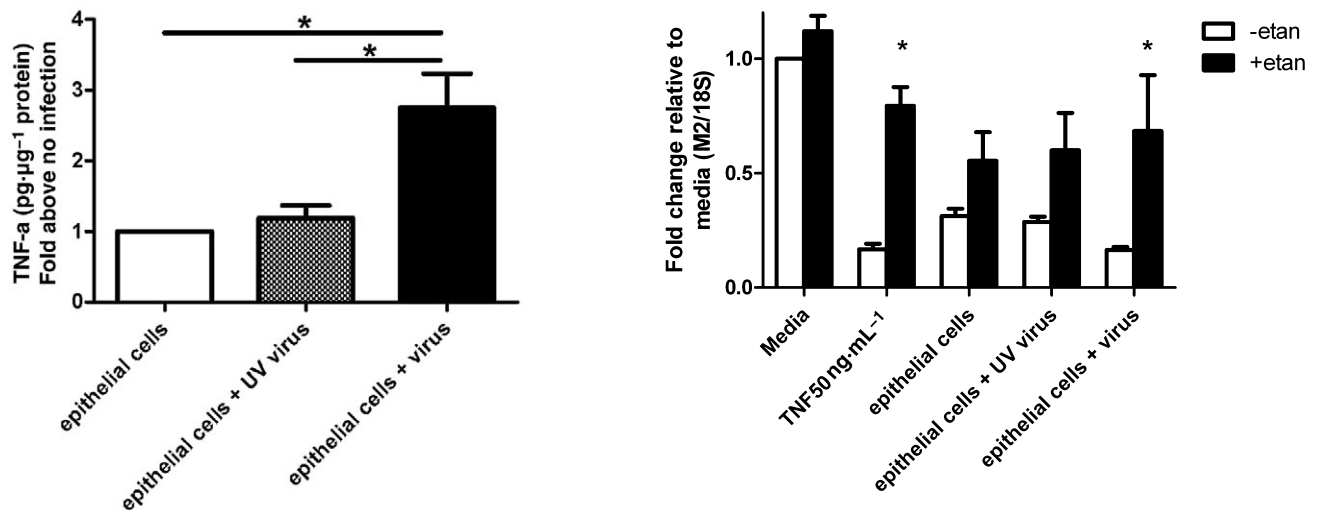 TNF-a (pg·µg⁻¹ protein)
Fold above no infection
4
3
2
1
0
*
*
epithelial cells
epithelial cells + UV virus
epithelial cells + virus
Fold change relative to
media (M2/18S)
1.0
0.5
0.0
*
*
Media
TNF50 ng·mL⁻¹
epithelial cells
epithelial cells + UV virus
epithelial cells + virus
-etan
+etan